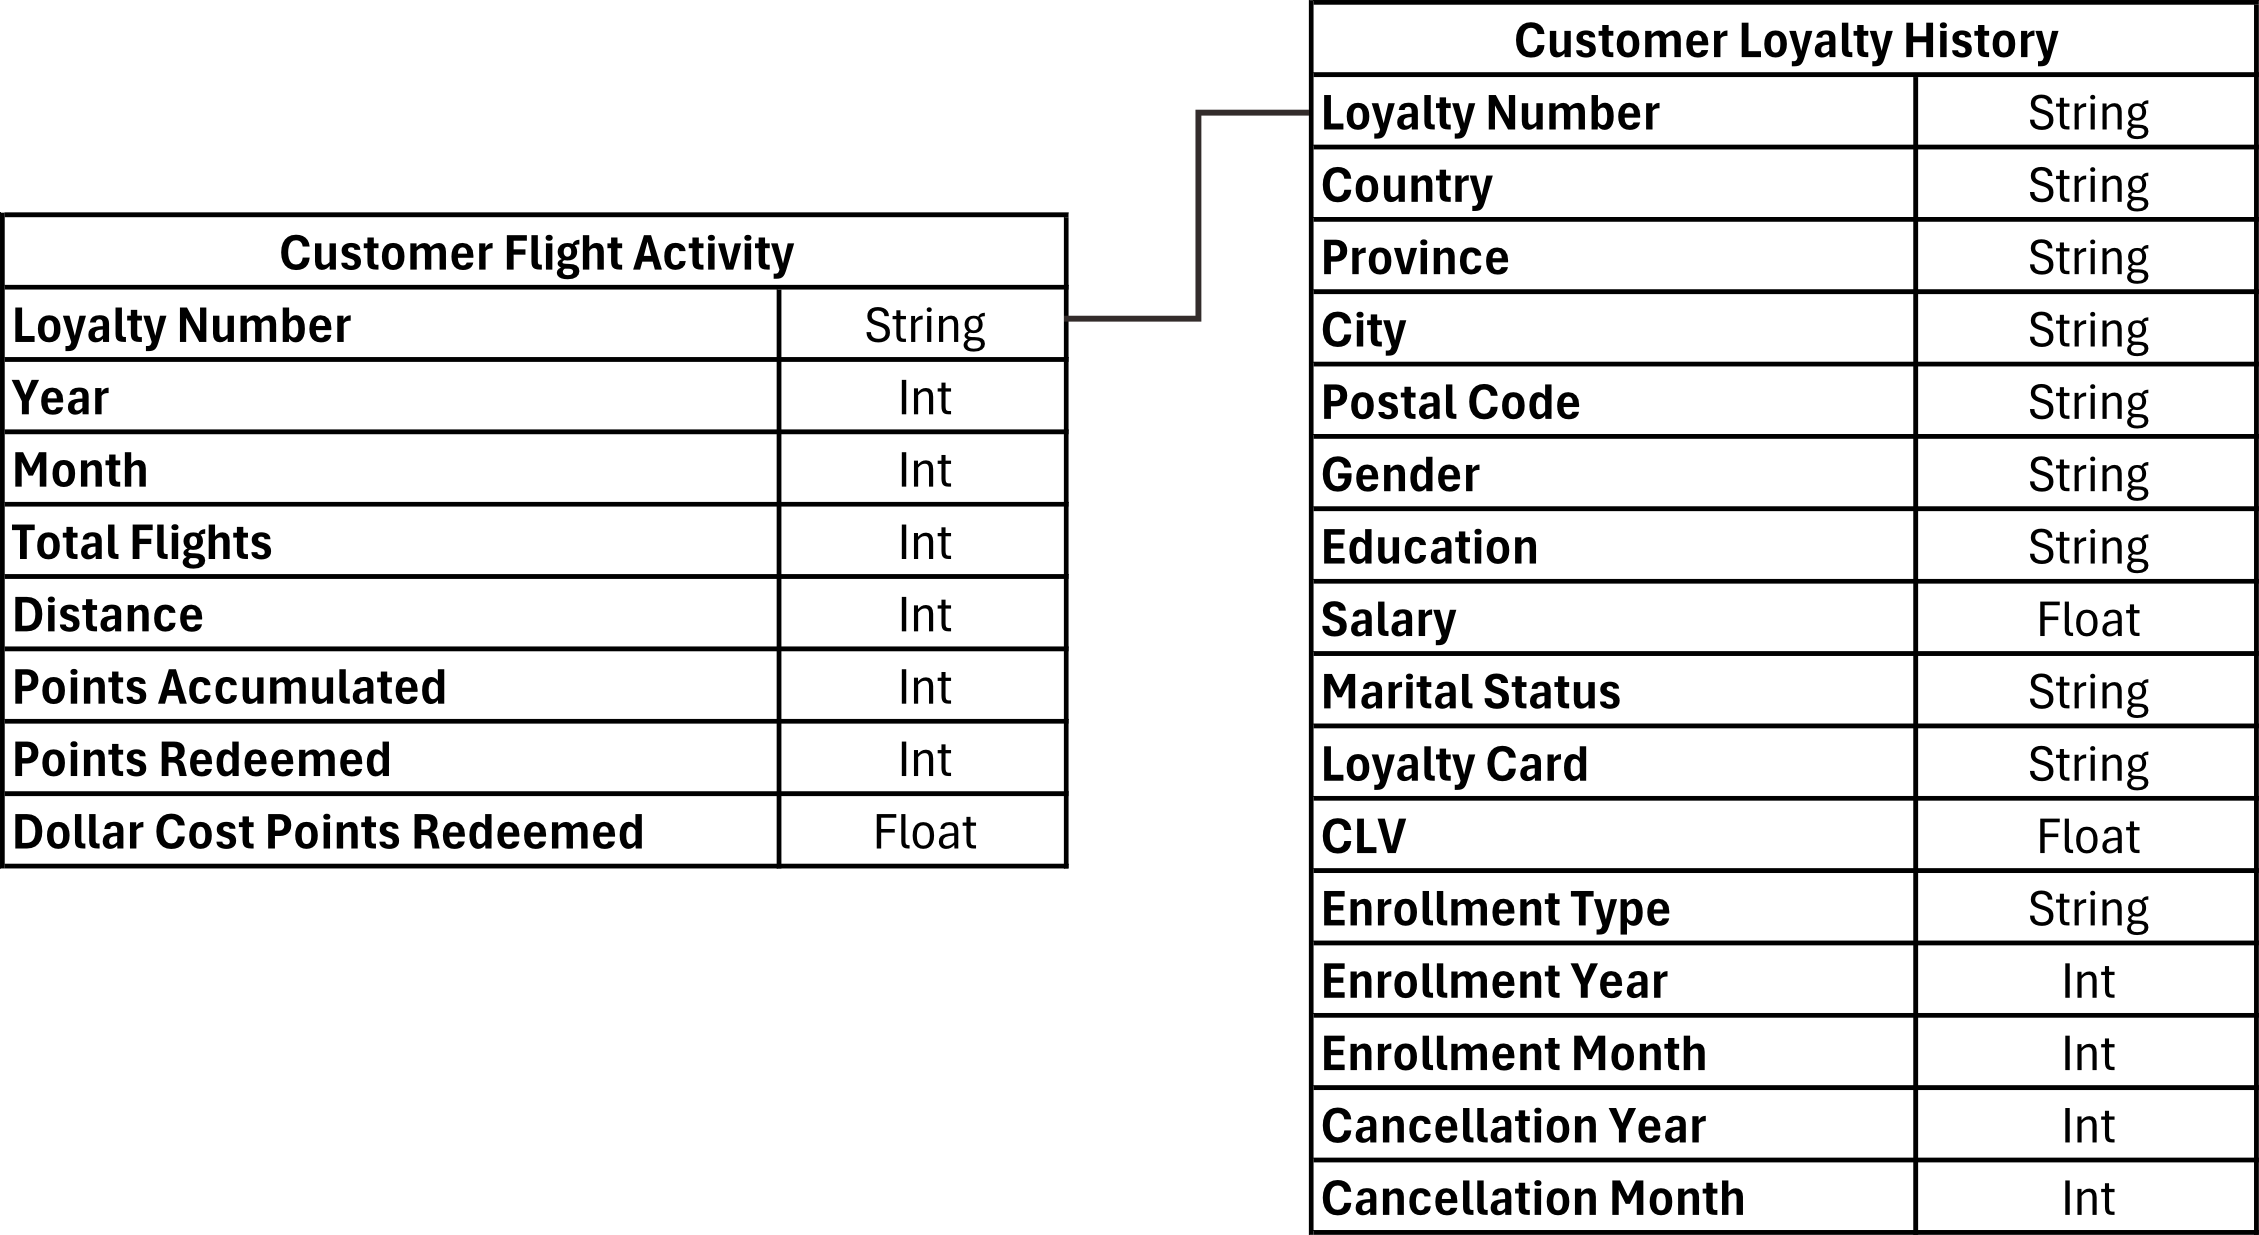 Customer Flight Activity
Loyalty Number String
Year Int
Month Int
Total Flights Int
Distance Int
Points Accumulated Int
Points Redeemed Int
Dollar Cost Points Redeemed Float
Customer Loyalty History
Loyalty Number String
Country String
Province String
City String
Postal Code String
Gender String
Education String
Salary Float
Marital Status String
Loyalty Card String
CLV Float
Enrollment Type String
Enrollment Year Int
Enrollment Month Int
Cancellation Year Int
Cancellation Month Int